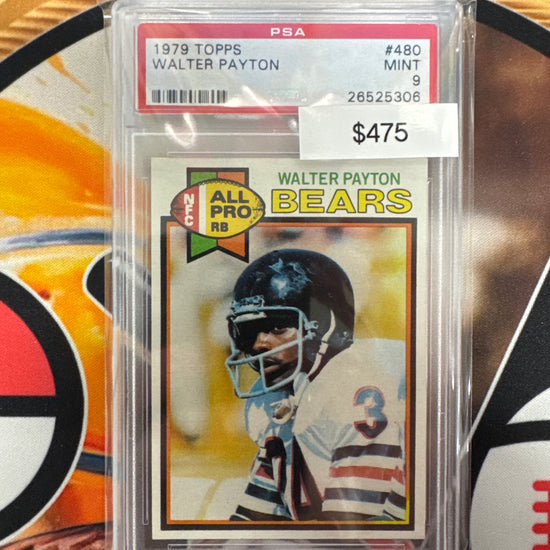 PSA
1979 TOPPS #480
WALTER PAYTON MINT
9
26525306
$475
WALTER PAYTON
BEARS
NFC
ALL
PRO
RB
3